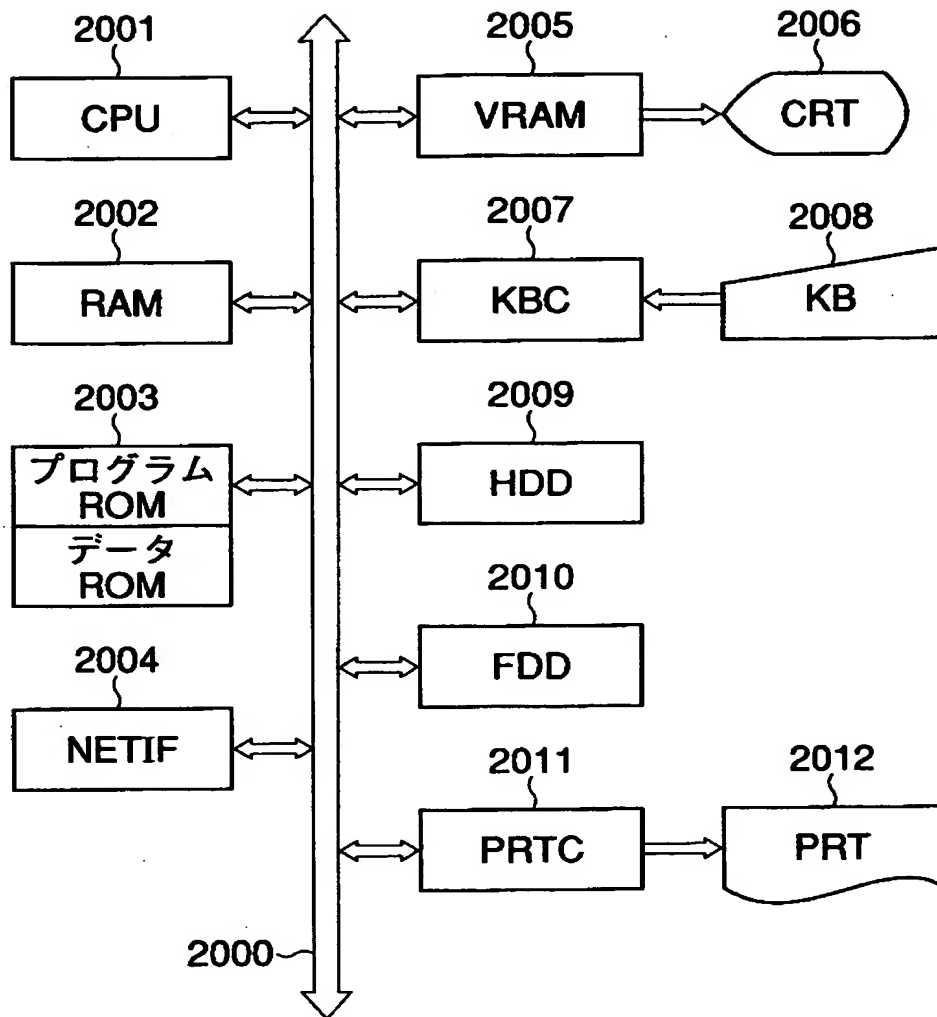 2001
CPU
2002
RAM
2003
プログラム
ROM
データ
ROM
2004
NETIF
2005
VRAM
2006
CRT
2007
KBC
2008
KB
2009
HDD
2010
FDD
2011
PRTC
2012
PRT
2000